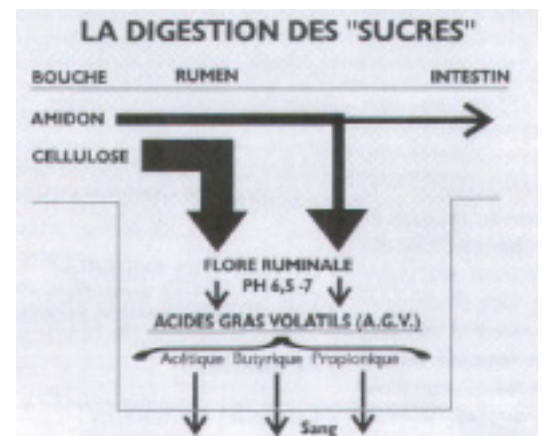 LA DIGESTION DES "SUCRES"
BOUCHE RUMEN INTESTIN
AMIDON
CELLULOSE
FLORE RUMINALE
PH 6,5 -7
ACIDES GRAS VOLATILS (A.G.V.)
Acétique Butyrique Propionique
Sang